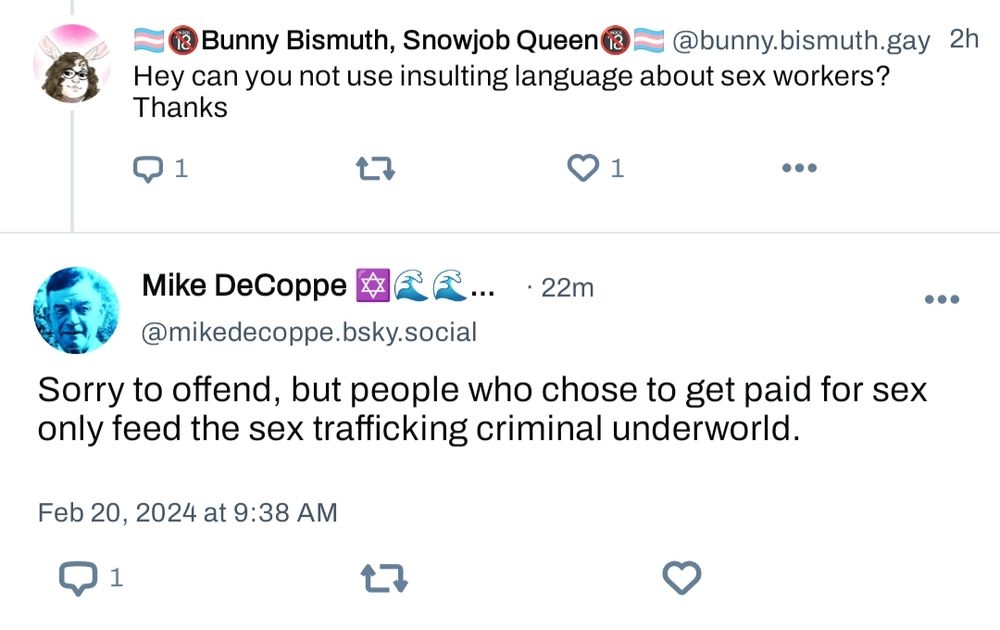 🏳️‍⚧️🔞Bunny Bismuth, Snowjob Queen🔞🏳️‍⚧️ @bunny.bismuth.gay 2h
Hey can you not use insulting language about sex workers?
Thanks
1 1
Mike DeCoppe 🔯🌊🌊... · 22m
@mikedecoppe.bsky.social
Sorry to offend, but people who chose to get paid for sex
only feed the sex trafficking criminal underworld.
Feb 20, 2024 at 9:38 AM
1